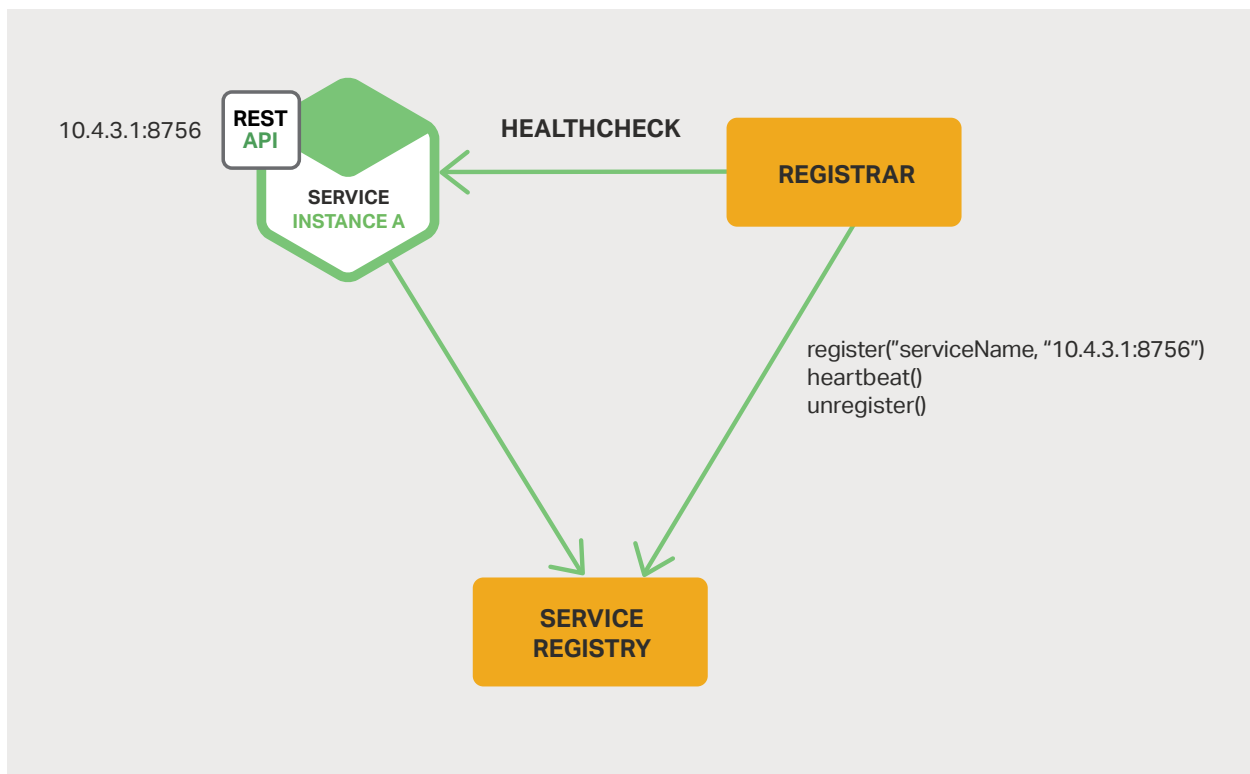 10.4.3.1:8756
REST
API
SERVICE
INSTANCE A
HEALTHCHECK
REGISTRAR
register(”serviceName, “10.4.3.1:8756”)
heartbeat()
unregister()
SERVICE
REGISTRY